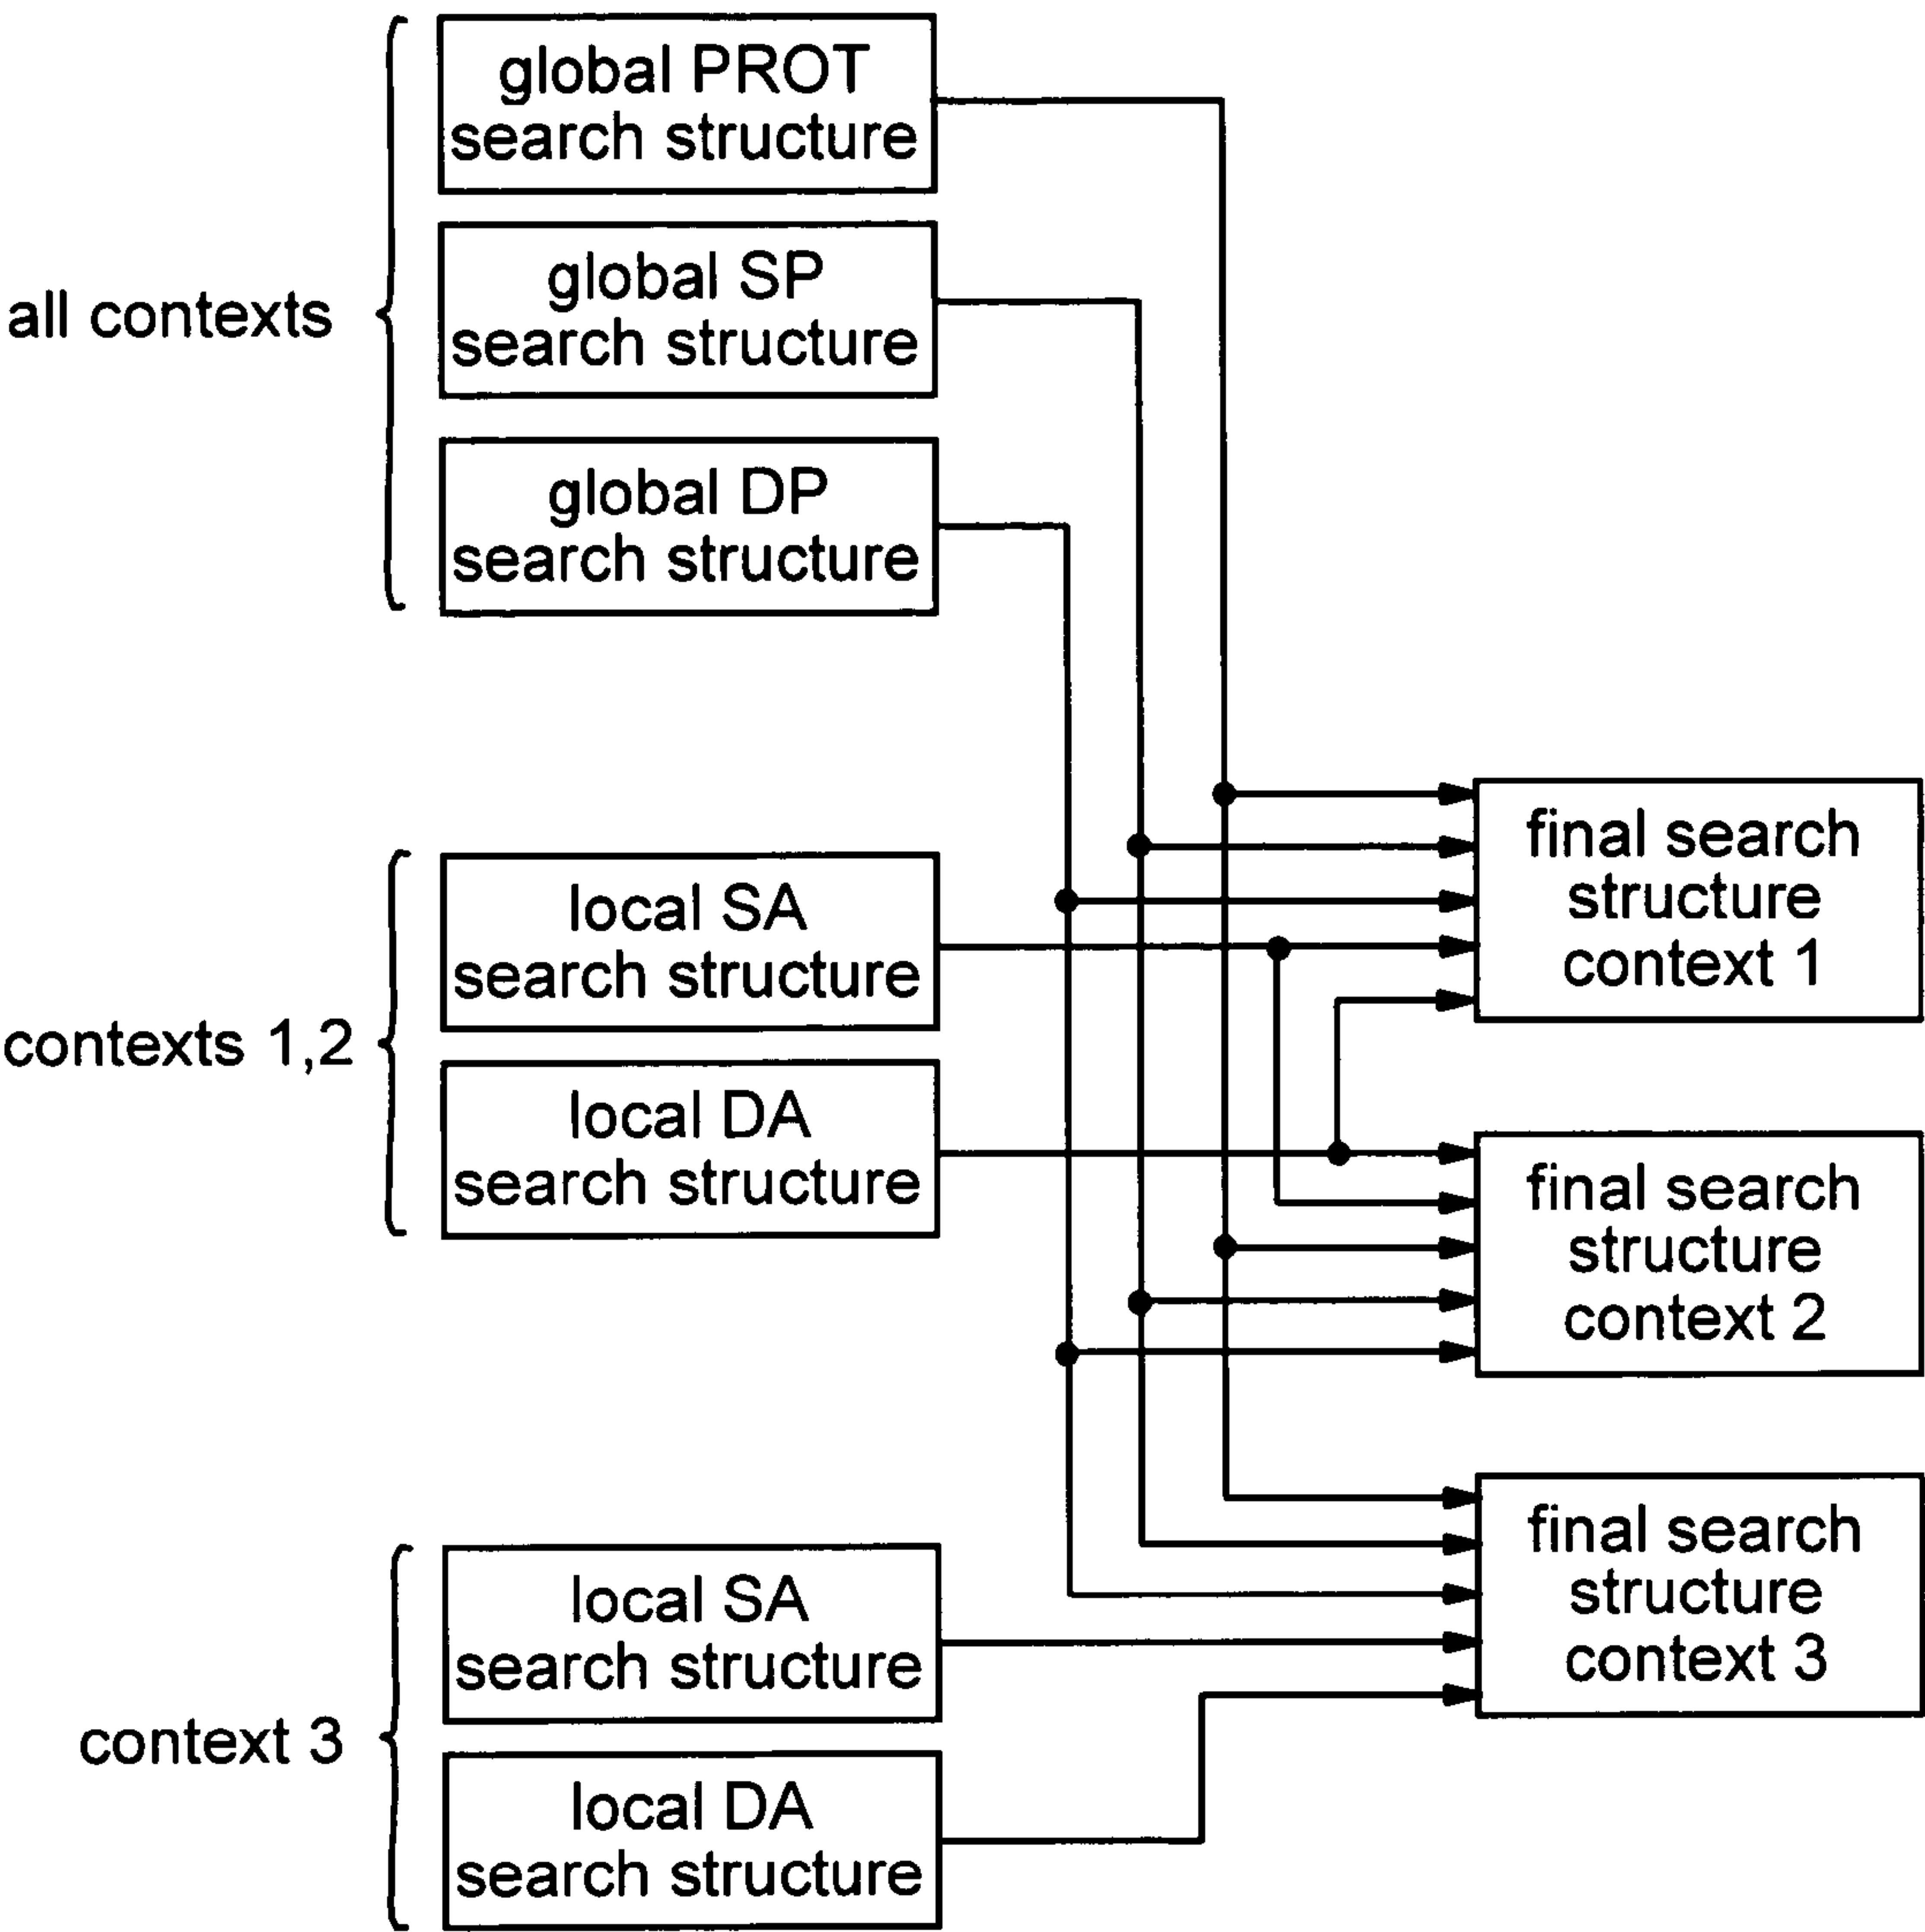 all contexts
global PROT
search structure
global SP
search structure
global DP
search structure
contexts 1,2
local SA
search structure
local DA
search structure
context 3
local SA
search structure
local DA
search structure
final search
structure
context 1
final search
structure
context 2
final search
structure
context 3